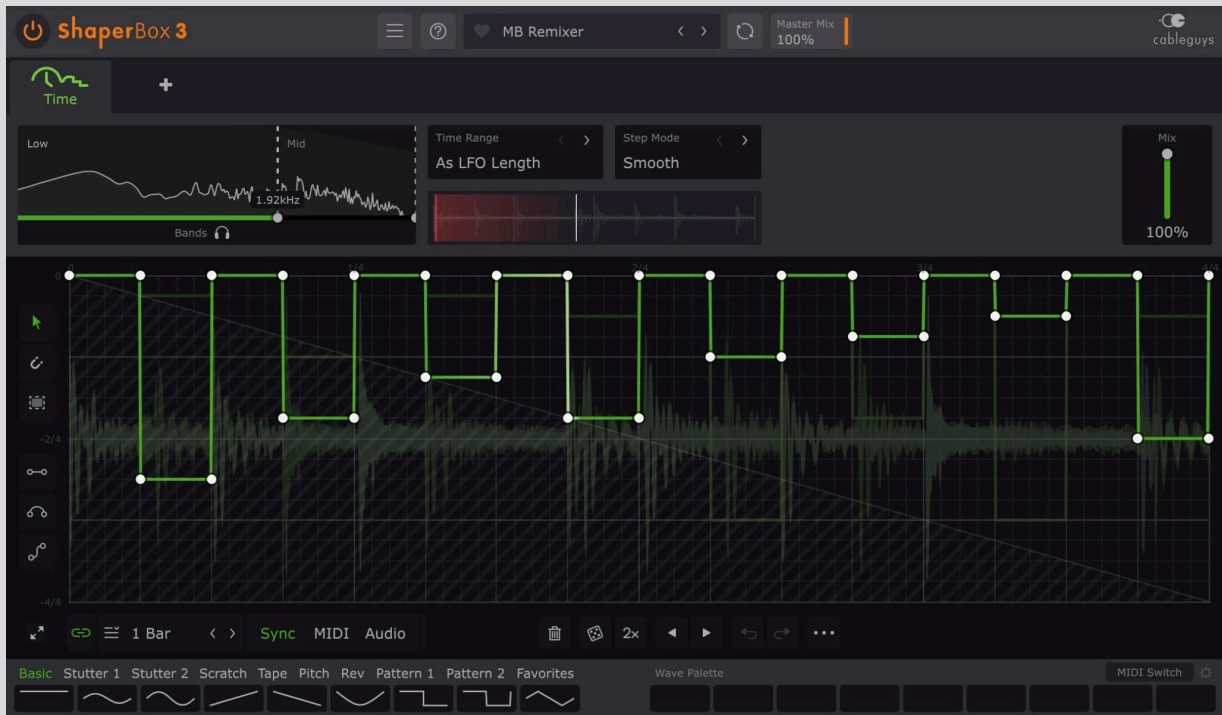 ShaperBox 3
MB Remixer
Master Mix
100%
cableguys
Time
Low
Mid
1.92kHz
Bands
Time Range
As LFO Length
Step Mode
Smooth
Mix
100%
0
1/4
2/4
3/4
4/4
0
-2/4
-4/4
1 Bar
Sync MIDI Audio
2x
Basic Stutter 1 Stutter 2 Scratch Tape Pitch Rev Pattern 1 Pattern 2 Favorites
Wave Palette
MIDI Switch